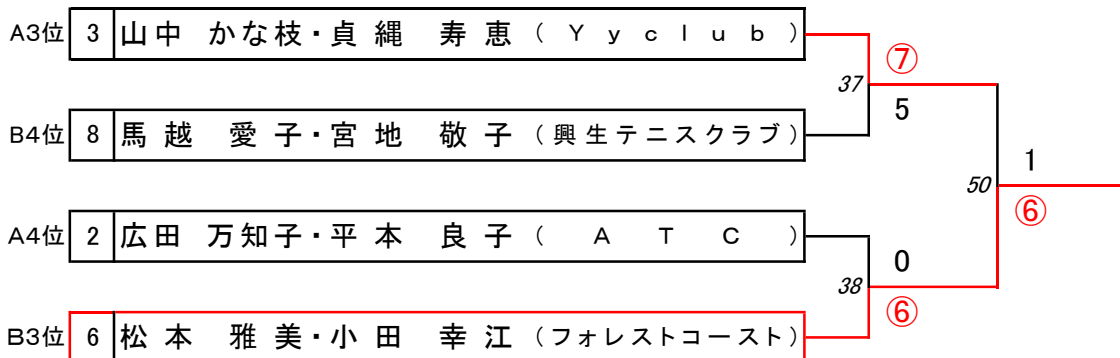 A3位 3 山中 かな枝・貞縄 寿恵 (Yyclub)
⑦
37
5
B4位 8 馬越 愛子・宮地 敬子 (興生テニスクラブ)
1
50
⑥
A4位 2 広田 万知子・平本 良子 (ATC)
0
38
⑥
B3位 6 松本 雅美・小田 幸江 (フォレストコースト)